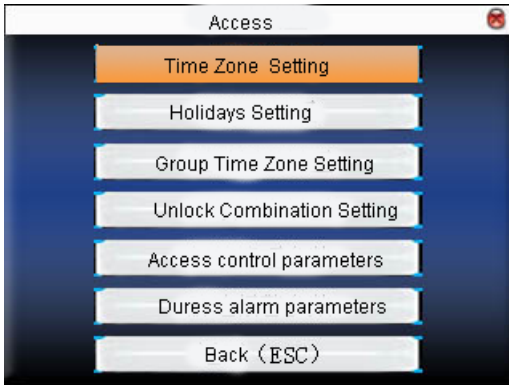 Access
Time Zone Setting
Holidays Setting
Group Time Zone Setting
Unlock Combination Setting
Access control parameters
Duress alarm parameters
Back（ESC）